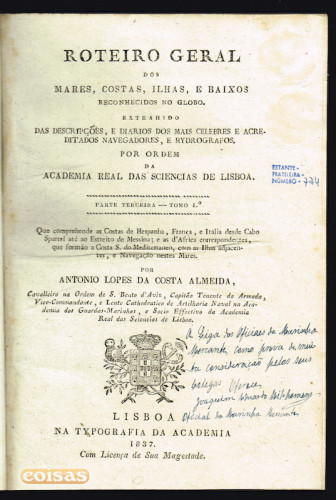 ROTEIRO GERAL
DOS
MARES, COSTAS, ILHAS, E BAIXOS
RECONHECIDOS NO GLOBO.
EXTRAHIDO
DAS DESCRIPÇÕES, E DIARIOS DOS MAIS CELEBRES E ACRE-
DITADOS NAVEGADORES, E HYDROGRAFOS.
POR ORDEM
DA
ACADEMIA REAL DAS SCIENCIAS DE LISBOA.
ESTANTE-
PRATELEIRA-
NÚMERO - 724
PARTE TERCEIRA — TOMO I.º
Que comprehende as Costas de Hespanha, França, e Italia desde Cabo
Spartel até ao Estreito de Messina; e as d'Africa correspondentes,
que formão a Costa S. do Mediterraneo, com as Ilhas adjacen-
tes, e Navegação nestes Mares.
POR
ANTONIO LOPES DA COSTA ALMEIDA,
Cavalleiro na Ordem de S. Bento d'Aviz, Capitão Tenente da Armada,
Vice-Commandante, e Lente Cathedratico de Artilharia Naval na Aca-
demia dos Guardas-Marinhas, e Socio Effectivo da Academia
Real das Sciencias de Lisboa.
A Liga dos Officiaes da Marinha
Mercante, como prova da muita
consideração pelos seus
colegas offerece
Joaquim
Official da Marinha Mercante
LISBOA
NA TYPOGRAFIA DA ACADEMIA
1837.
Com Licença de Sua Magestade.
coisas